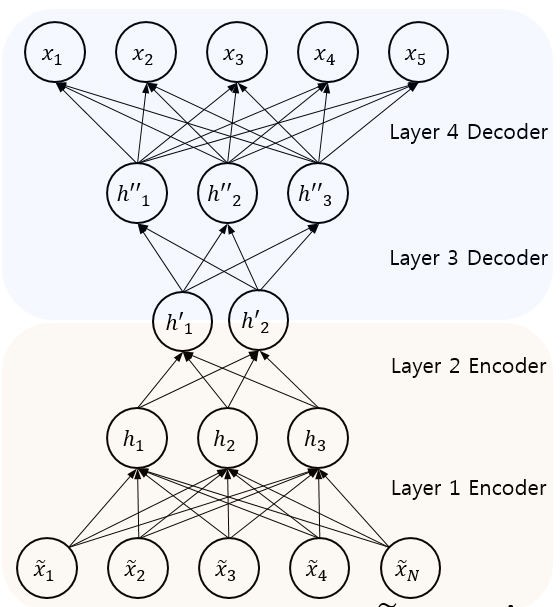 x₁ x₂ x₃ x₄ x₅
Layer 4 Decoder
h″₁ h″₂ h″₃
Layer 3 Decoder
h′₁ h′₂
Layer 2 Encoder
h₁ h₂ h₃
Layer 1 Encoder
x̃₁ x̃₂ x̃₃ x̃₄ x̃_N